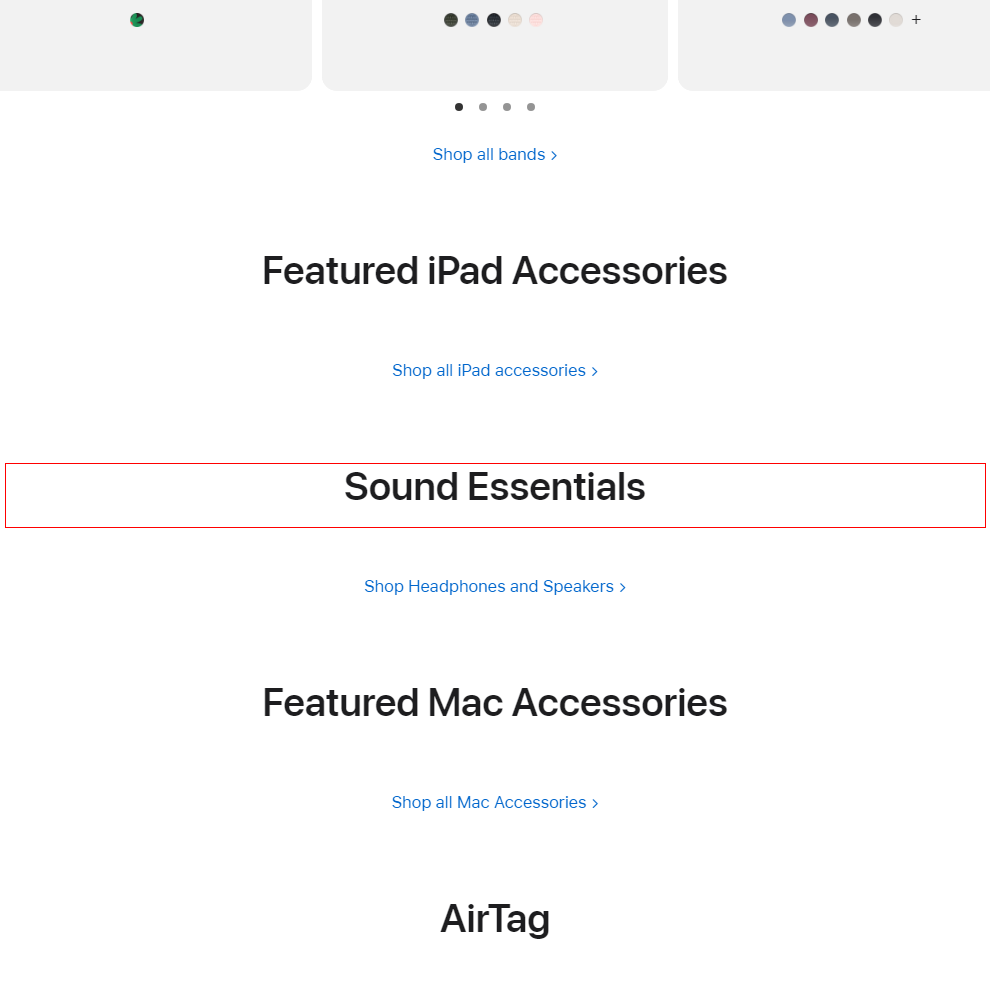 +
Shop all bands >
Featured iPad Accessories
Shop all iPad accessories >
Sound Essentials
Shop Headphones and Speakers >
Featured Mac Accessories
Shop all Mac Accessories >
AirTag